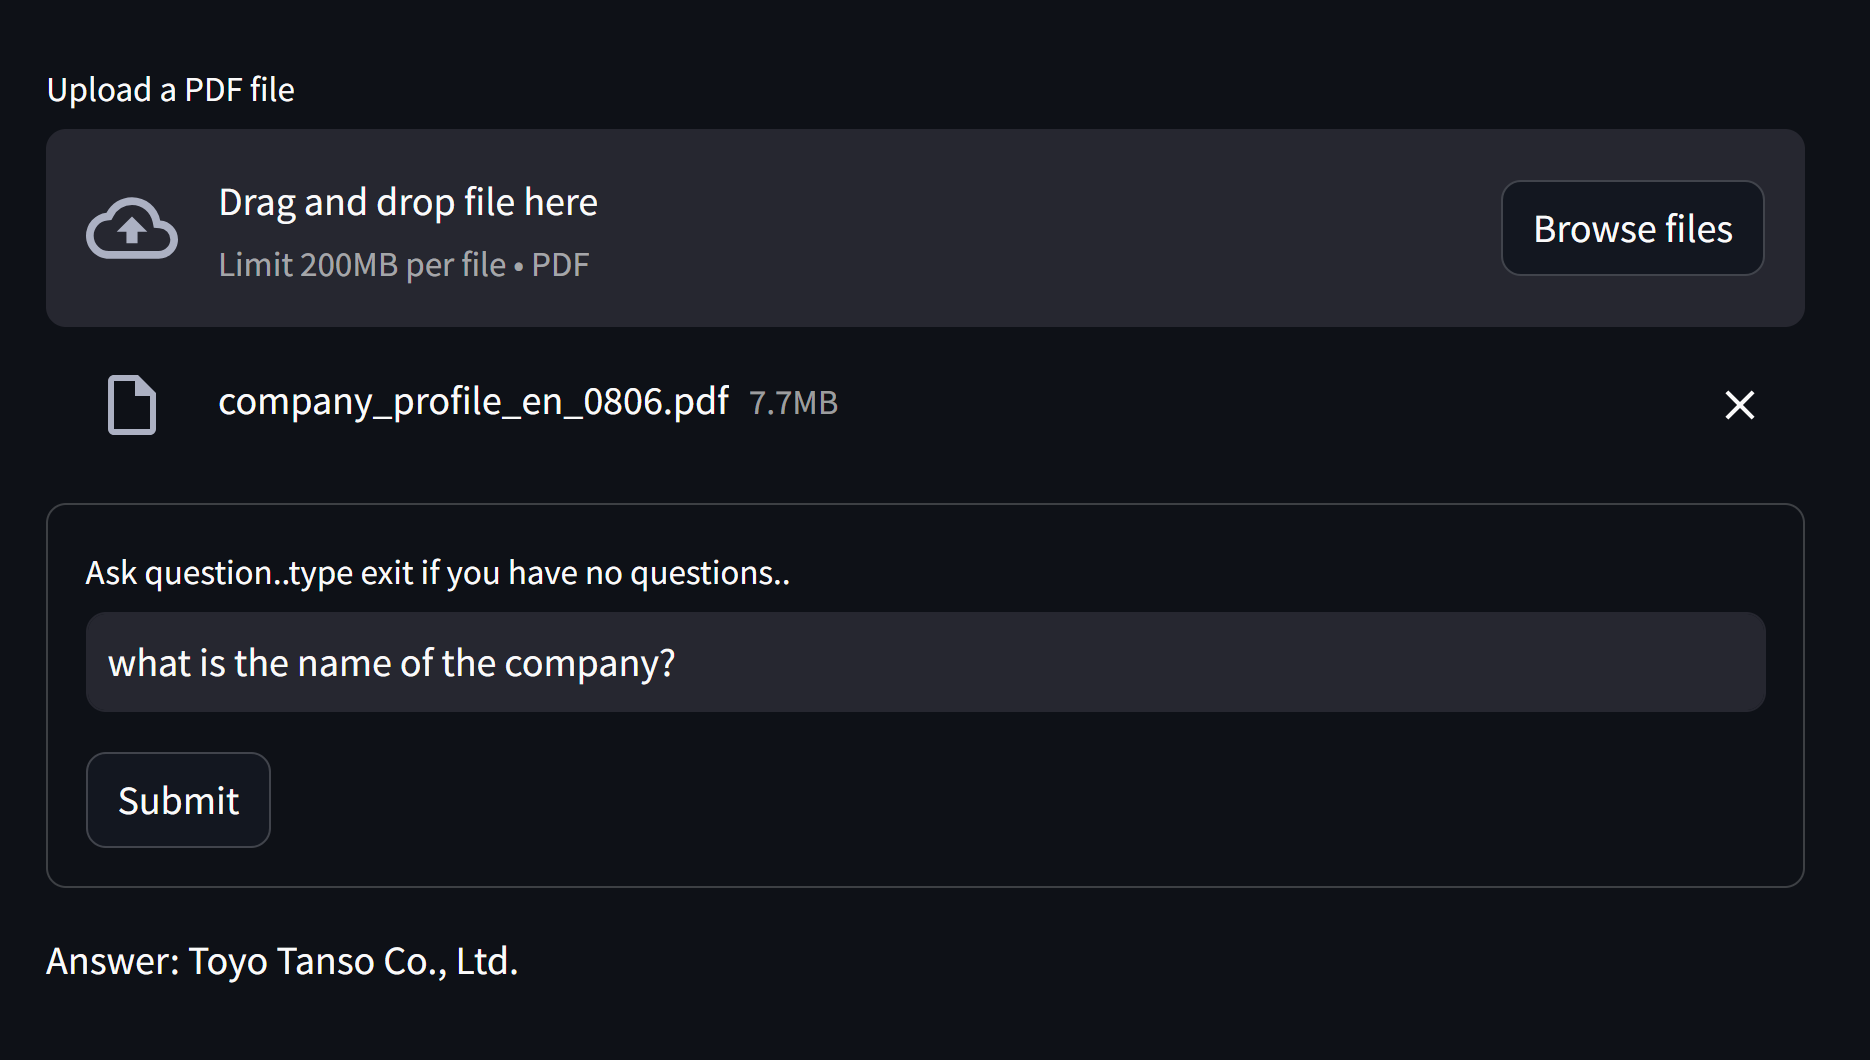 Upload a PDF file
Drag and drop file here
Limit 200MB per file • PDF
Browse files
company_profile_en_0806.pdf 7.7MB
Ask question..type exit if you have no questions..
what is the name of the company?
Submit
Answer: Toyo Tanso Co., Ltd.